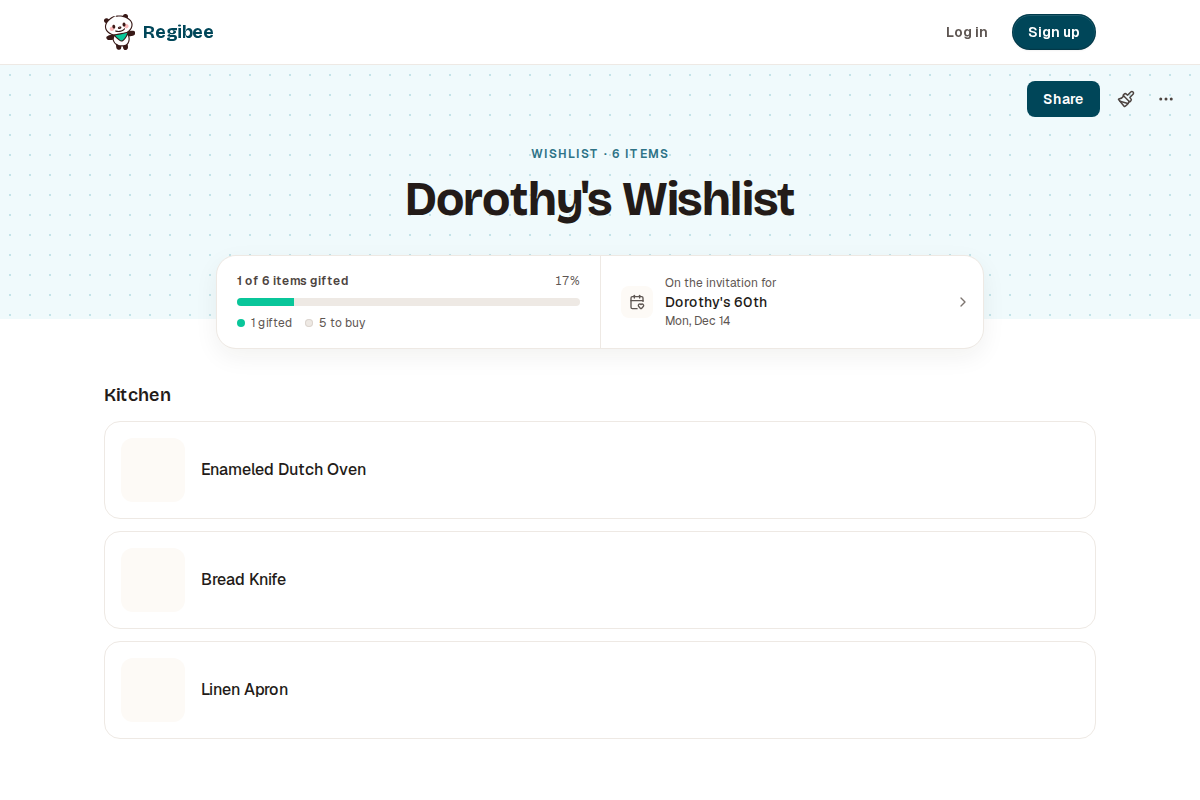 Regibee
Log in
Sign up
Share
WISHLIST · 6 ITEMS
Dorothy's Wishlist
1 of 6 items gifted
17%
1 gifted
5 to buy
On the invitation for
Dorothy's 60th
Mon, Dec 14
Kitchen
Enameled Dutch Oven
Bread Knife
Linen Apron